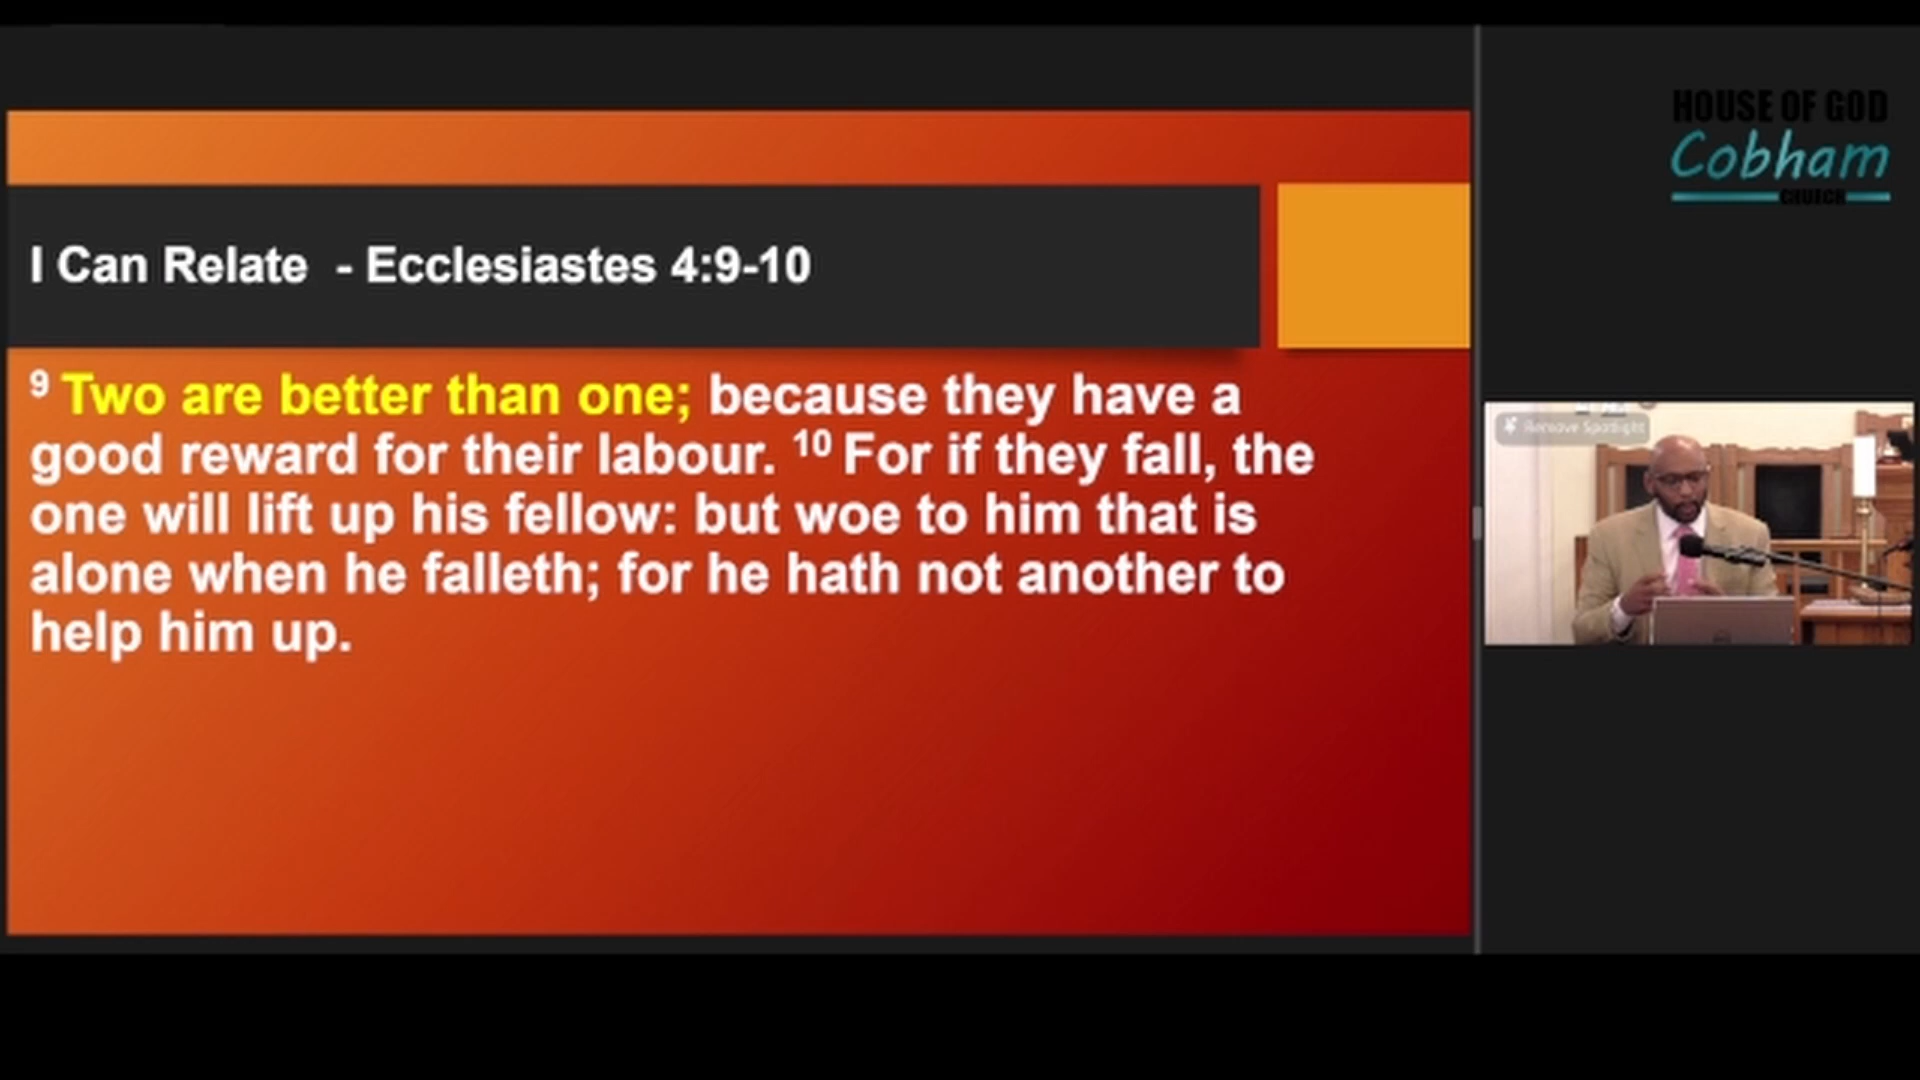 HOUSE OF GOD
Cobham
CHURCH
I Can Relate - Ecclesiastes 4:9-10
9 Two are better than one; because they have a
good reward for their labour. 10 For if they fall, the
one will lift up his fellow: but woe to him that is
alone when he falleth; for he hath not another to
help him up.
Remove Spotlight